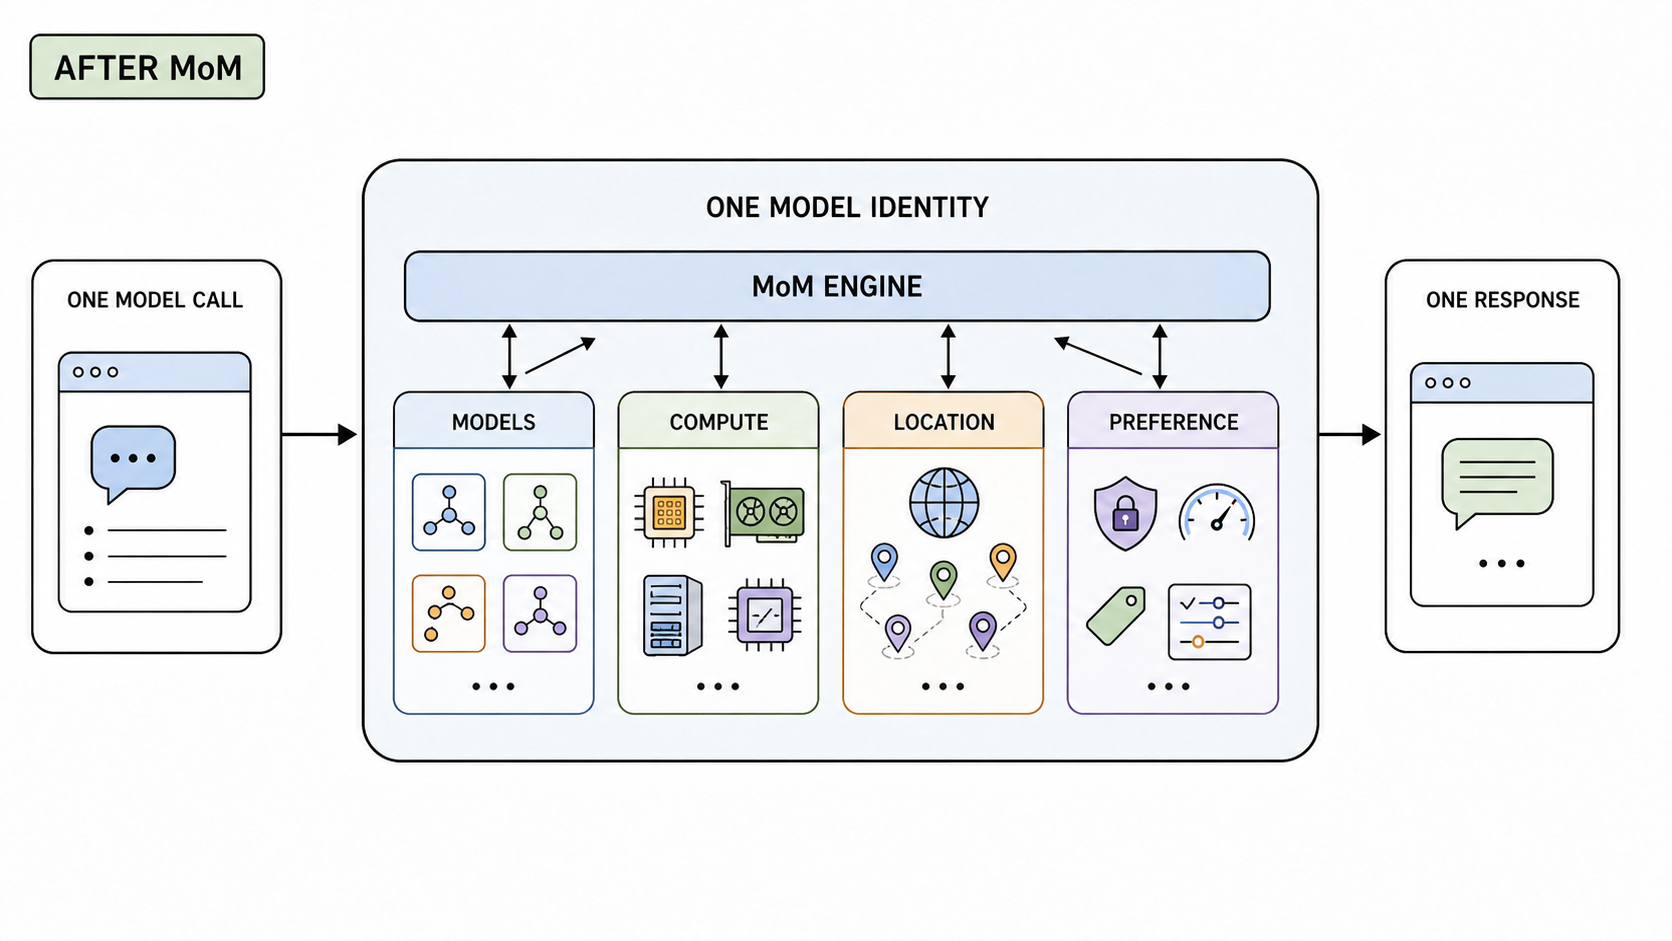 AFTER MoM
ONE MODEL IDENTITY
MoM ENGINE
ONE MODEL CALL
ONE RESPONSE
MODELS
COMPUTE
LOCATION
PREFERENCE